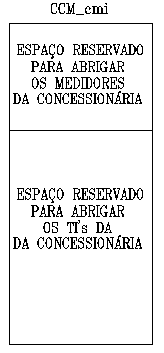 CCM_cmi
ESPAÇO RESERVADO
PARA ABRIGAR
OS MEDIDORES
DA CONCESSIONÁRIA
ESPAÇO RESERVADO
PARA ABRIGAR
OS TI's DA
DA CONCESSIONÁRIA